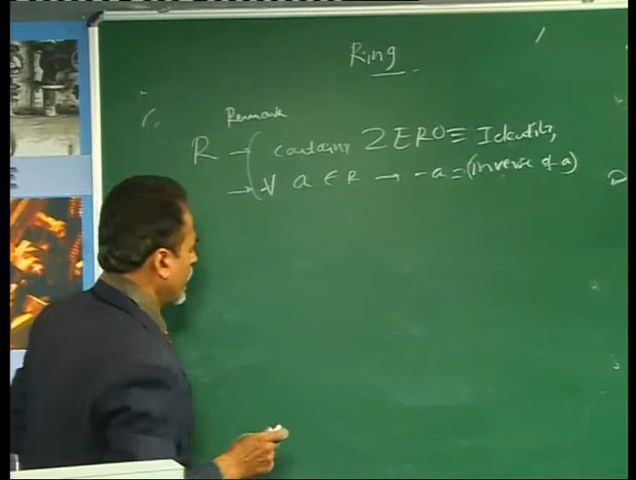 Ring
Remark
R → contains ZERO ≡ Identity,
→ ∀ a ∈ R → -a = (inverse of a)